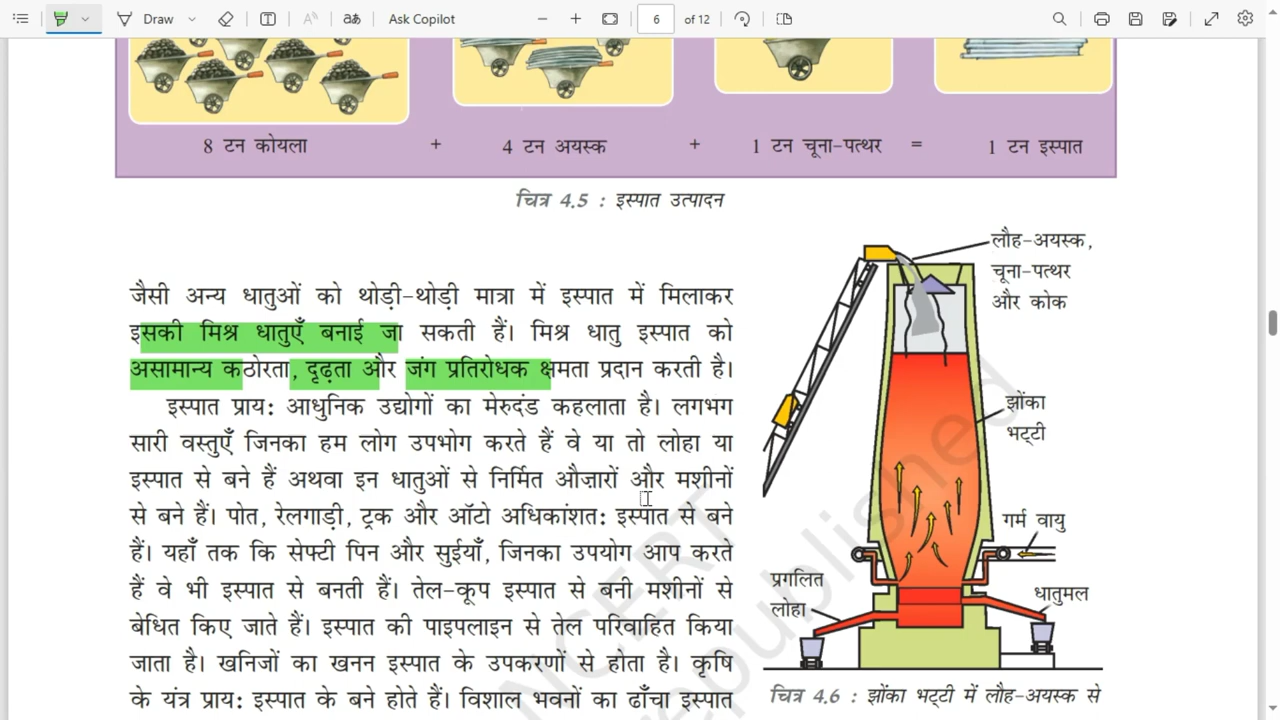 Draw
Ask Copilot
6 of 12
8 टन कोयला + 4 टन अयस्क + 1 टन चूना-पत्थर = 1 टन इस्पात
चित्र 4.5 : इस्पात उत्पादन
जैसी अन्य धातुओं को थोड़ी-थोड़ी मात्रा में इस्पात में मिलाकर
इसकी मिश्र धातुएँ बनाई जा सकती हैं। मिश्र धातु इस्पात को
असामान्य कठोरता, दृढ़ता और जंग प्रतिरोधक क्षमता प्रदान करती है।
इस्पात प्राय: आधुनिक उद्योगों का मेरुदंड कहलाता है। लगभग
सारी वस्तुएँ जिनका हम लोग उपभोग करते हैं वे या तो लोहा या
इस्पात से बने हैं अथवा इन धातुओं से निर्मित औज़ारों और मशीनों
से बने हैं। पोत, रेलगाड़ी, ट्रक और ऑटो अधिकांशत: इस्पात से बने
हैं। यहाँ तक कि सेफ्टी पिन और सुईयाँ, जिनका उपयोग आप करते
हैं वे भी इस्पात से बनती हैं। तेल-कूप इस्पात से बनी मशीनों से
बेधित किए जाते हैं। इस्पात की पाइपलाइन से तेल परिवाहित किया
जाता है। खनिजों का खनन इस्पात के उपकरणों से होता है। कृषि
के यंत्र प्राय: इस्पात के बने होते हैं। विशाल भवनों का ढाँचा इस्पात
लौह-अयस्क,
चूना-पत्थर
और कोक
झोंका
भट्टी
गर्म वायु
प्रगलित
लोहा
धातुमल
चित्र 4.6 : झोंका भट्टी में लौह-अयस्क से
NCERT
republished